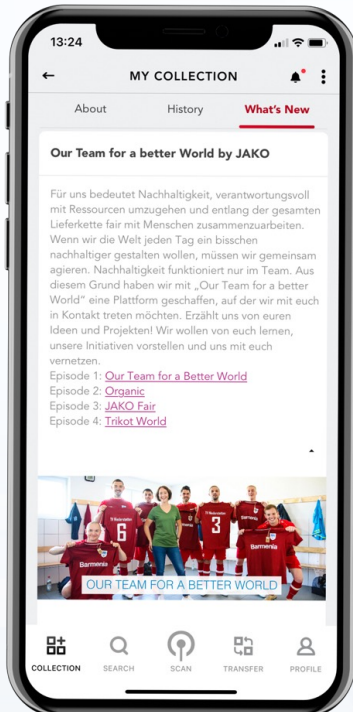 13:24
MY COLLECTION
About History What's New
Our Team for a better World by JAKO
Für uns bedeutet Nachhaltigkeit, verantwortungsvoll
mit Ressourcen umzugehen und entlang der gesamten
Lieferkette fair mit Menschen zusammenzuarbeiten.
Wenn wir die Welt jeden Tag ein bisschen
nachhaltiger gestalten wollen, müssen wir gemeinsam
agieren. Nachhaltigkeit funktioniert nur im Team. Aus
diesem Grund haben wir mit „Our Team for a better
World" eine Plattform geschaffen, auf der wir mit euch
in Kontakt treten möchten. Erzählt uns von euren
Ideen und Projekten! Wir wollen von euch lernen,
unsere Initiativen vorstellen und uns mit euch
vernetzen.
Episode 1: Our Team for a Better World
Episode 2: Organic
Episode 3: JAKO Fair
Episode 4: Trikot World
6
3
Barmenia
Barmenia
OUR TEAM FOR A BETTER WORLD
COLLECTION SEARCH SCAN TRANSFER PROFILE